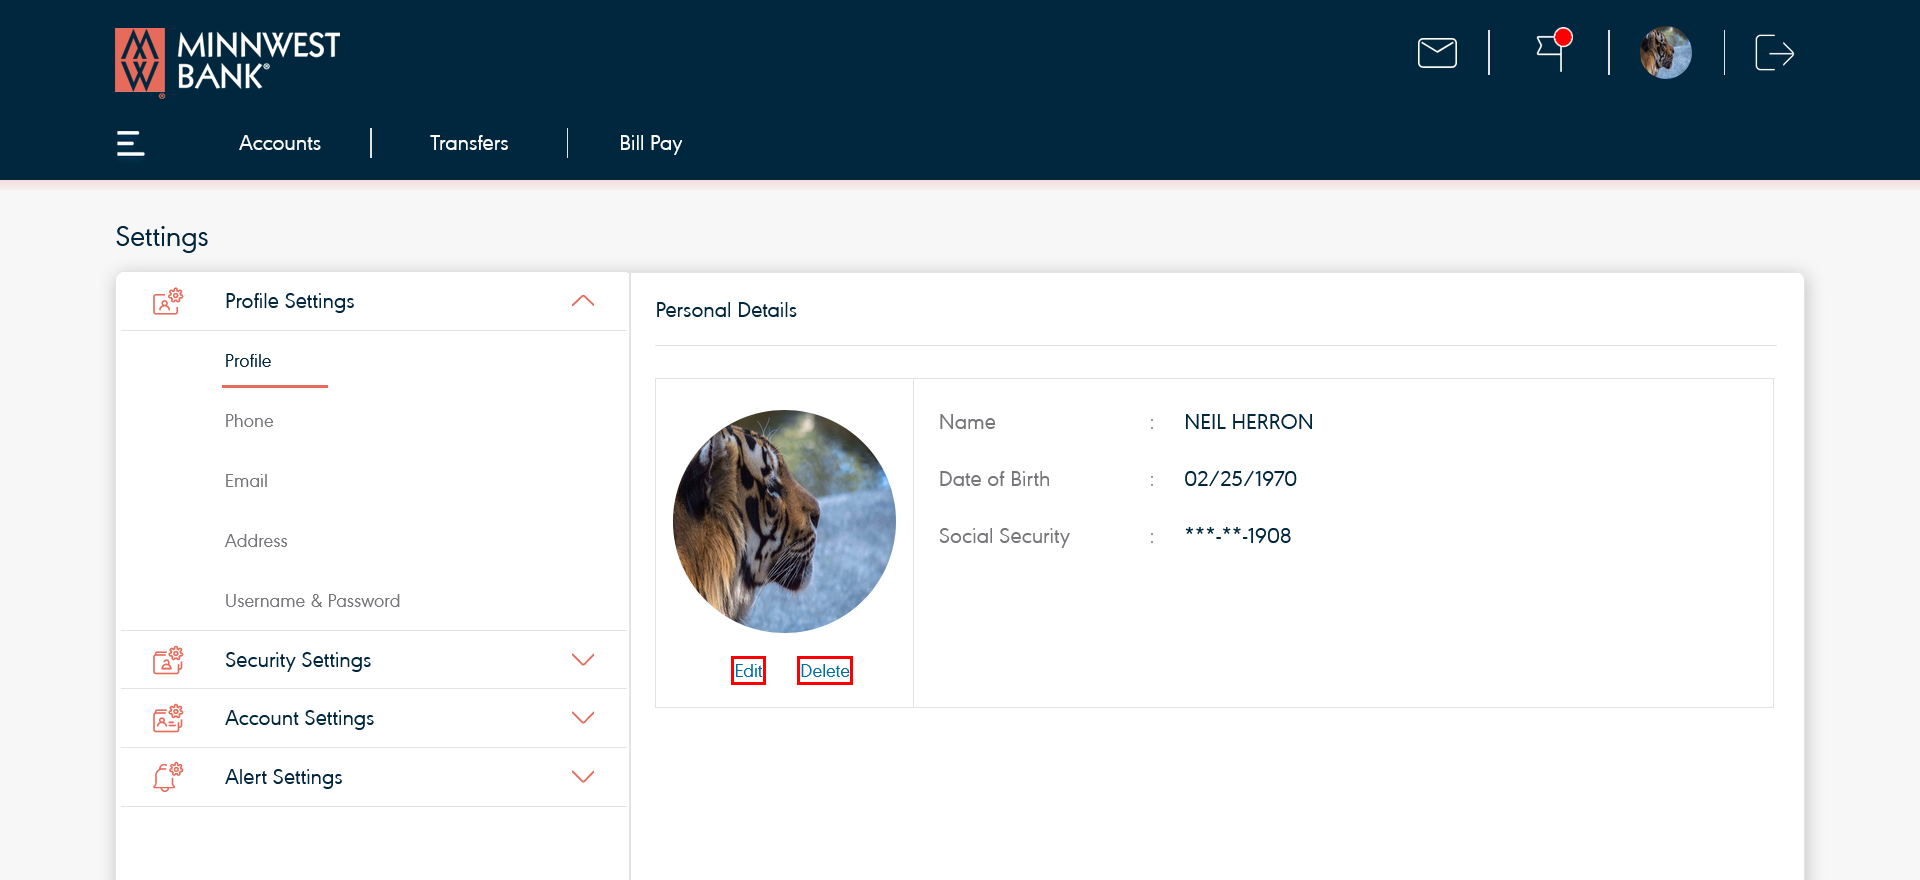 MINNWEST
BANK®
®
Accounts
Transfers
Bill Pay
Settings
Profile Settings
Profile
Phone
Email
Address
Username & Password
Security Settings
Account Settings
Alert Settings
Personal Details
Edit
Delete
Name : NEIL HERRON
Date of Birth : 02/25/1970
Social Security : ***-**-1908